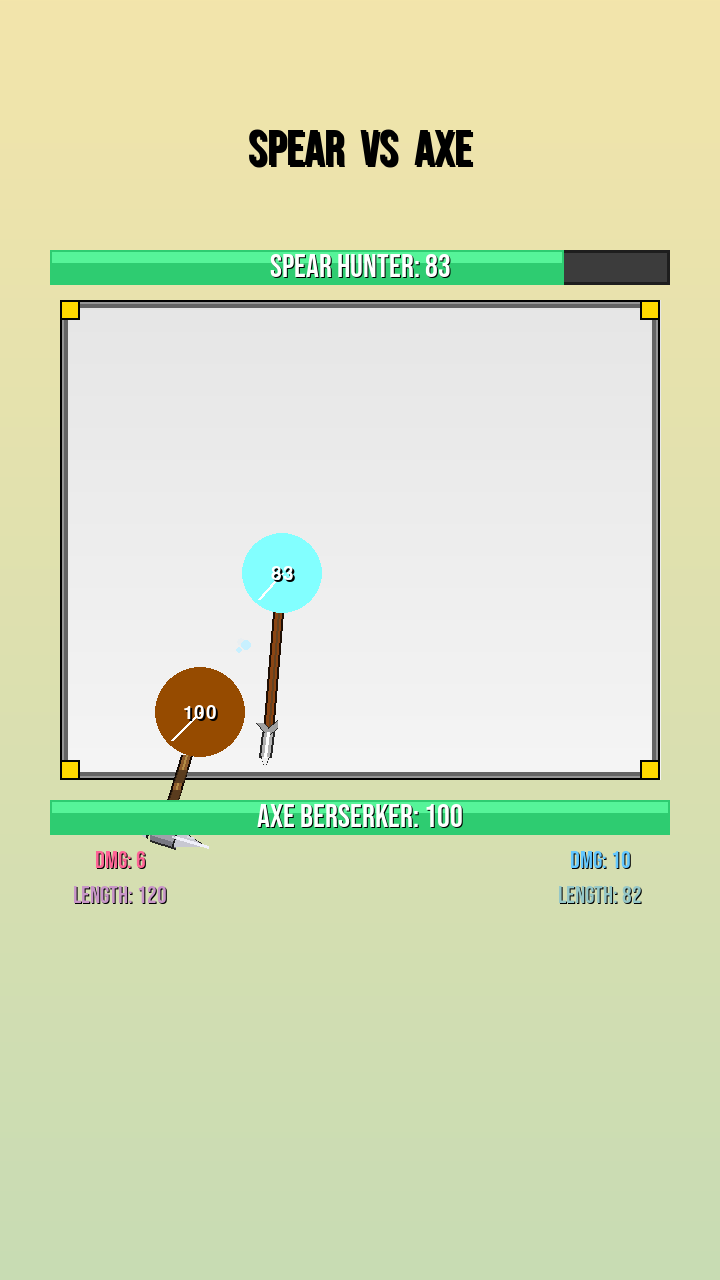 SPEAR VS AXE
SPEAR HUNTER: 83
83
100
AXE BERSERKER: 100
DMG: 6
DMG: 10
LENGTH: 120
LENGTH: 82